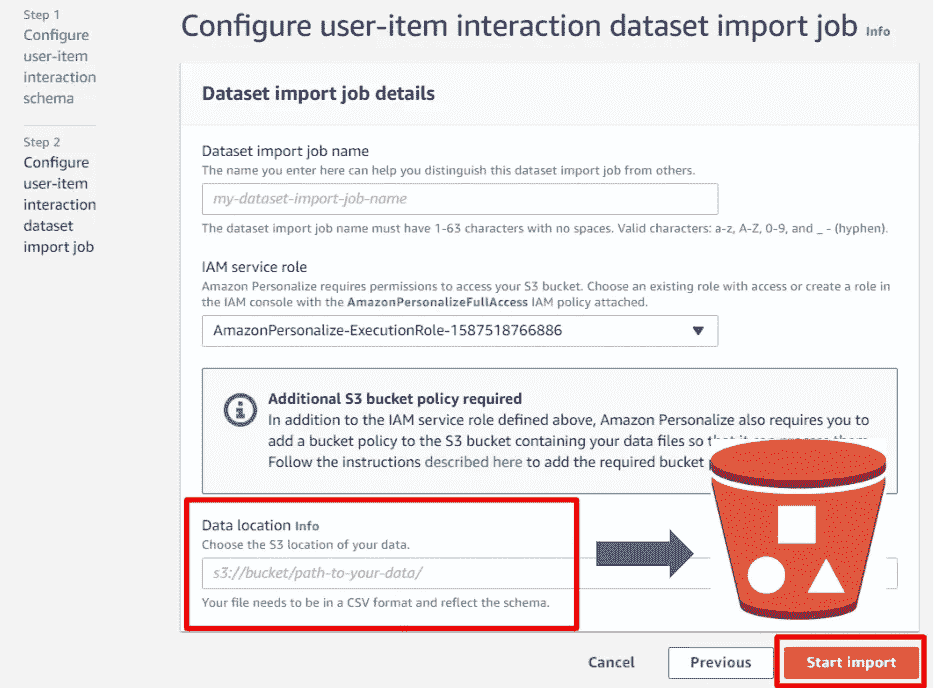 Step 1
Configure
user-item
interaction
schema
Step 2
Configure
user-item
interaction
dataset
import job
Configure user-item interaction dataset import job Info
Dataset import job details
Dataset import job name
The name you enter here can help you distinguish this dataset import job from others.
my-dataset-import-job-name
The dataset import job name must have 1-63 characters with no spaces. Valid characters: a-z, A-Z, 0-9, and _ - (hyphen).
IAM service role
Amazon Personalize requires permissions to access your S3 bucket. Choose an existing role with access or create a role in
the IAM console with the AmazonPersonalizeFullAccess IAM policy attached.
AmazonPersonalize-ExecutionRole-1587518766886
Additional S3 bucket policy required
In addition to the IAM service role defined above, Amazon Personalize also requires you to
add a bucket policy to the S3 bucket containing your data files so
Follow the instructions described here to add the required bucket
Data location Info
Choose the S3 location of your data.
s3://bucket/path-to-your-data/
Your file needs to be in a CSV format and reflect the schema.
Cancel
Previous
Start import